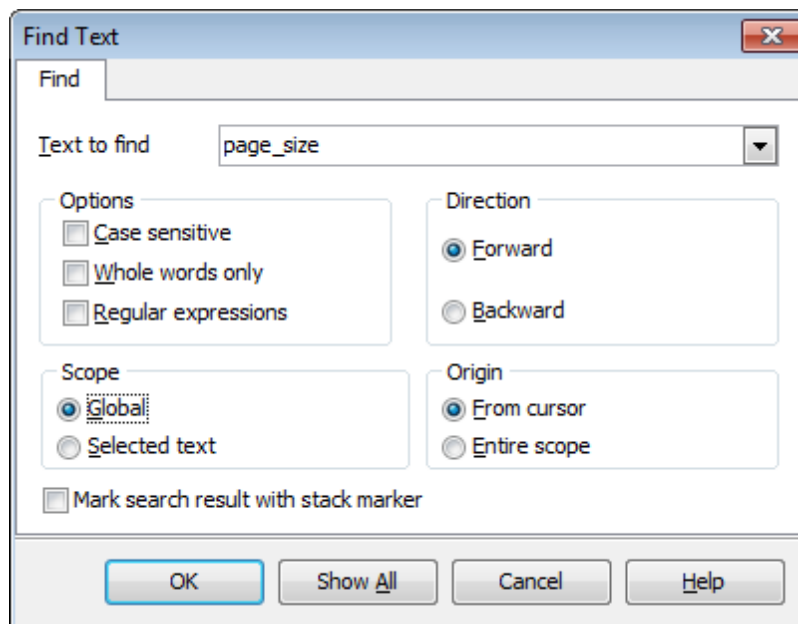 Find Text
Find
Text to find page_size
Options
Case sensitive
Whole words only
Regular expressions
Direction
Forward
Backward
Scope
Global
Selected text
Origin
From cursor
Entire scope
Mark search result with stack marker
OK Show All Cancel Help